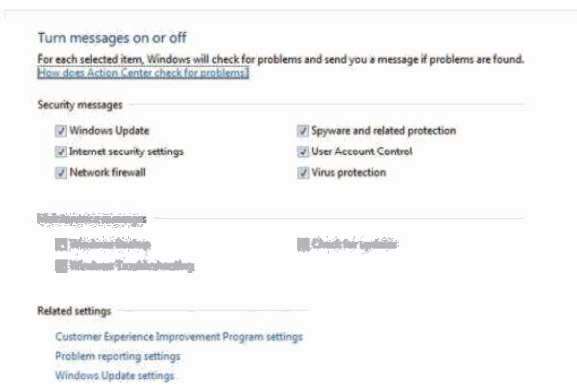 Turn messages on or off
For each selected item, Windows will check for problems and send you a message if problems are found.
How does Action Center check for problems?
Security messages
Windows Update
Spyware and related protection
Internet security settings
User Account Control
Network firewall
Virus protection
Check for updates
Related settings
Customer Experience Improvement Program settings
Problem reporting settings
Windows Update settings